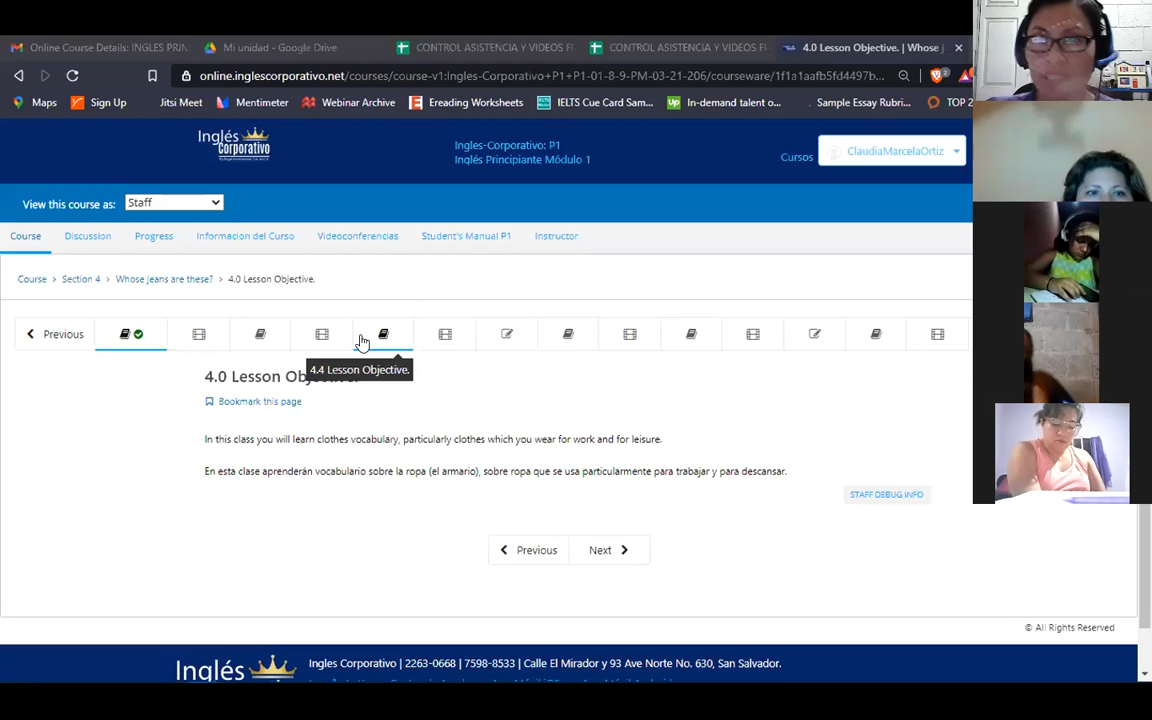 Online Course Details: INGLES PRIN
Mi unidad - Google Drive
CONTROL ASISTENCIA Y VIDEOS F
CONTROL ASISTENCIA Y VIDEOS F
4.0 Lesson Objective. | Whose j
online.inglescorporativo.net/courses/course-v1:Ingles-Corporativo+P1+P1-01-8-9-PM-03-21-206/courseware/1f1a1aafb5fd4497b...
2
Maps
Sign Up
Jitsi Meet
Mentimeter
Webinar Archive
Ereading Worksheets
IELTS Cue Card Sam...
Up
In-demand talent o...
Sample Essay Rubri...
TOP 2
Inglés
Corporativo
Ingles-Corporativo: P1
Inglés Principiante Módulo 1
Cursos
ClaudiaMarcelaOrtiz
View this course as:
Staff
Course
Discussion
Progress
Informacion del Curso
Videoconferencias
Student's Manual P1
Instructor
Course > Section 4 > Whose jeans are these? > 4.0 Lesson Objective.
Previous
4.4 Lesson Objective.
4.0 Lesson Ob
Bookmark this page
In this class you will learn clothes vocabulary, particularly clothes which you wear for work and for leisure.
En esta clase aprenderán vocabulario sobre la ropa (el armario), sobre ropa que se usa particularmente para trabajar y para descansar.
STAFF DEBUG INFO
Previous
Next
© All Rights Reserved
Inglés
Ingles Corporativo | 2263-0668 | 7598-8533 | Calle El Mirador y 93 Ave Norte No. 630, San Salvador.